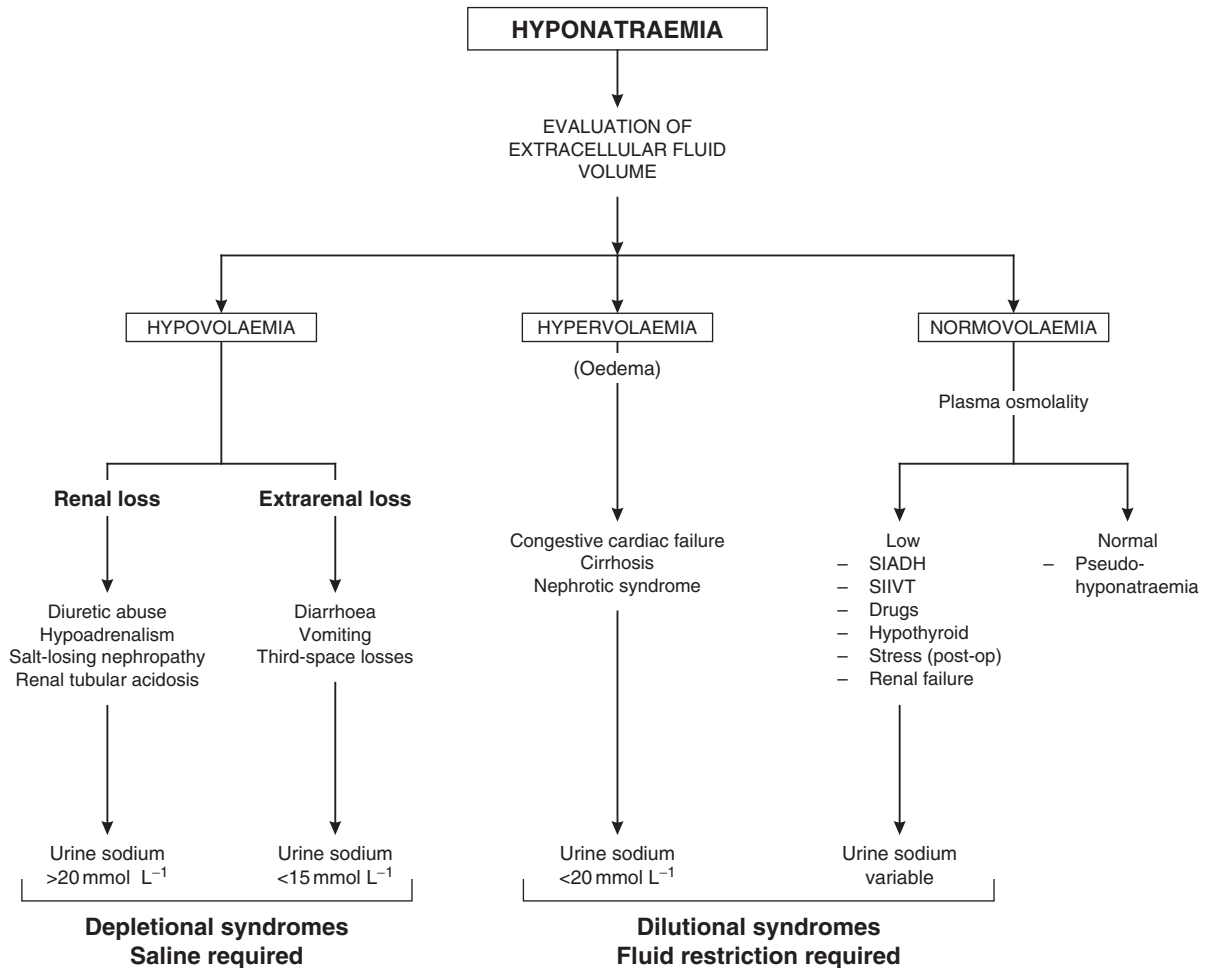 HYPONATRAEMIA
EVALUATION OF
EXTRACELLULAR FLUID
VOLUME
HYPOVOLAEMIA
HYPERVOLAEMIA
NORMOVOLAEMIA
(Oedema)
Plasma osmolality
Renal loss
Extrarenal loss
Diuretic abuse
Hypoadrenalism
Salt-losing nephropathy
Renal tubular acidosis
Diarrhoea
Vomiting
Third-space losses
Congestive cardiac failure
Cirrhosis
Nephrotic syndrome
Low
– SIADH
– SIIVT
– Drugs
– Hypothyroid
– Stress (post-op)
– Renal failure
Normal
– Pseudo-
hyponatraemia
Urine sodium
>20 mmol L⁻¹
Urine sodium
<15 mmol L⁻¹
Urine sodium
<20 mmol L⁻¹
Urine sodium
variable
Depletional syndromes
Saline required
Dilutional syndromes
Fluid restriction required